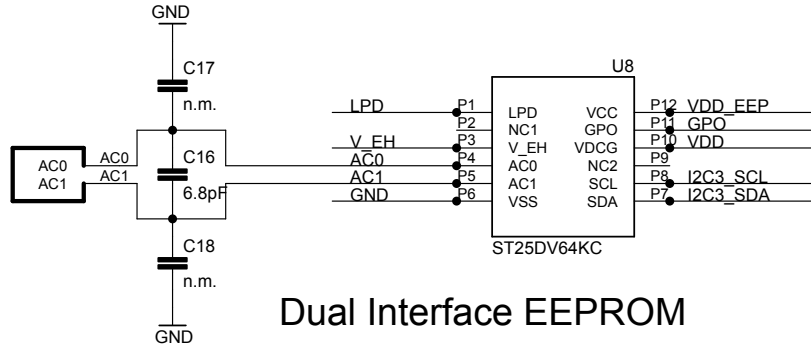 GND
C17
n.m.
U8
LPD P1 LPD VCC P12 VDD_EEP
P2 NC1 GPO P11 GPO
V_EH P3 V_EH VDCG P10 VDD
AC0 AC0 C16 AC0 P4 AC0 NC2 P9
AC1 AC1 6.8pF AC1 P5 AC1 SCL P8 I2C3_SCL
GND P6 VSS SDA P7 I2C3_SDA
C18
n.m.
ST25DV64KC
Dual Interface EEPROM
GND